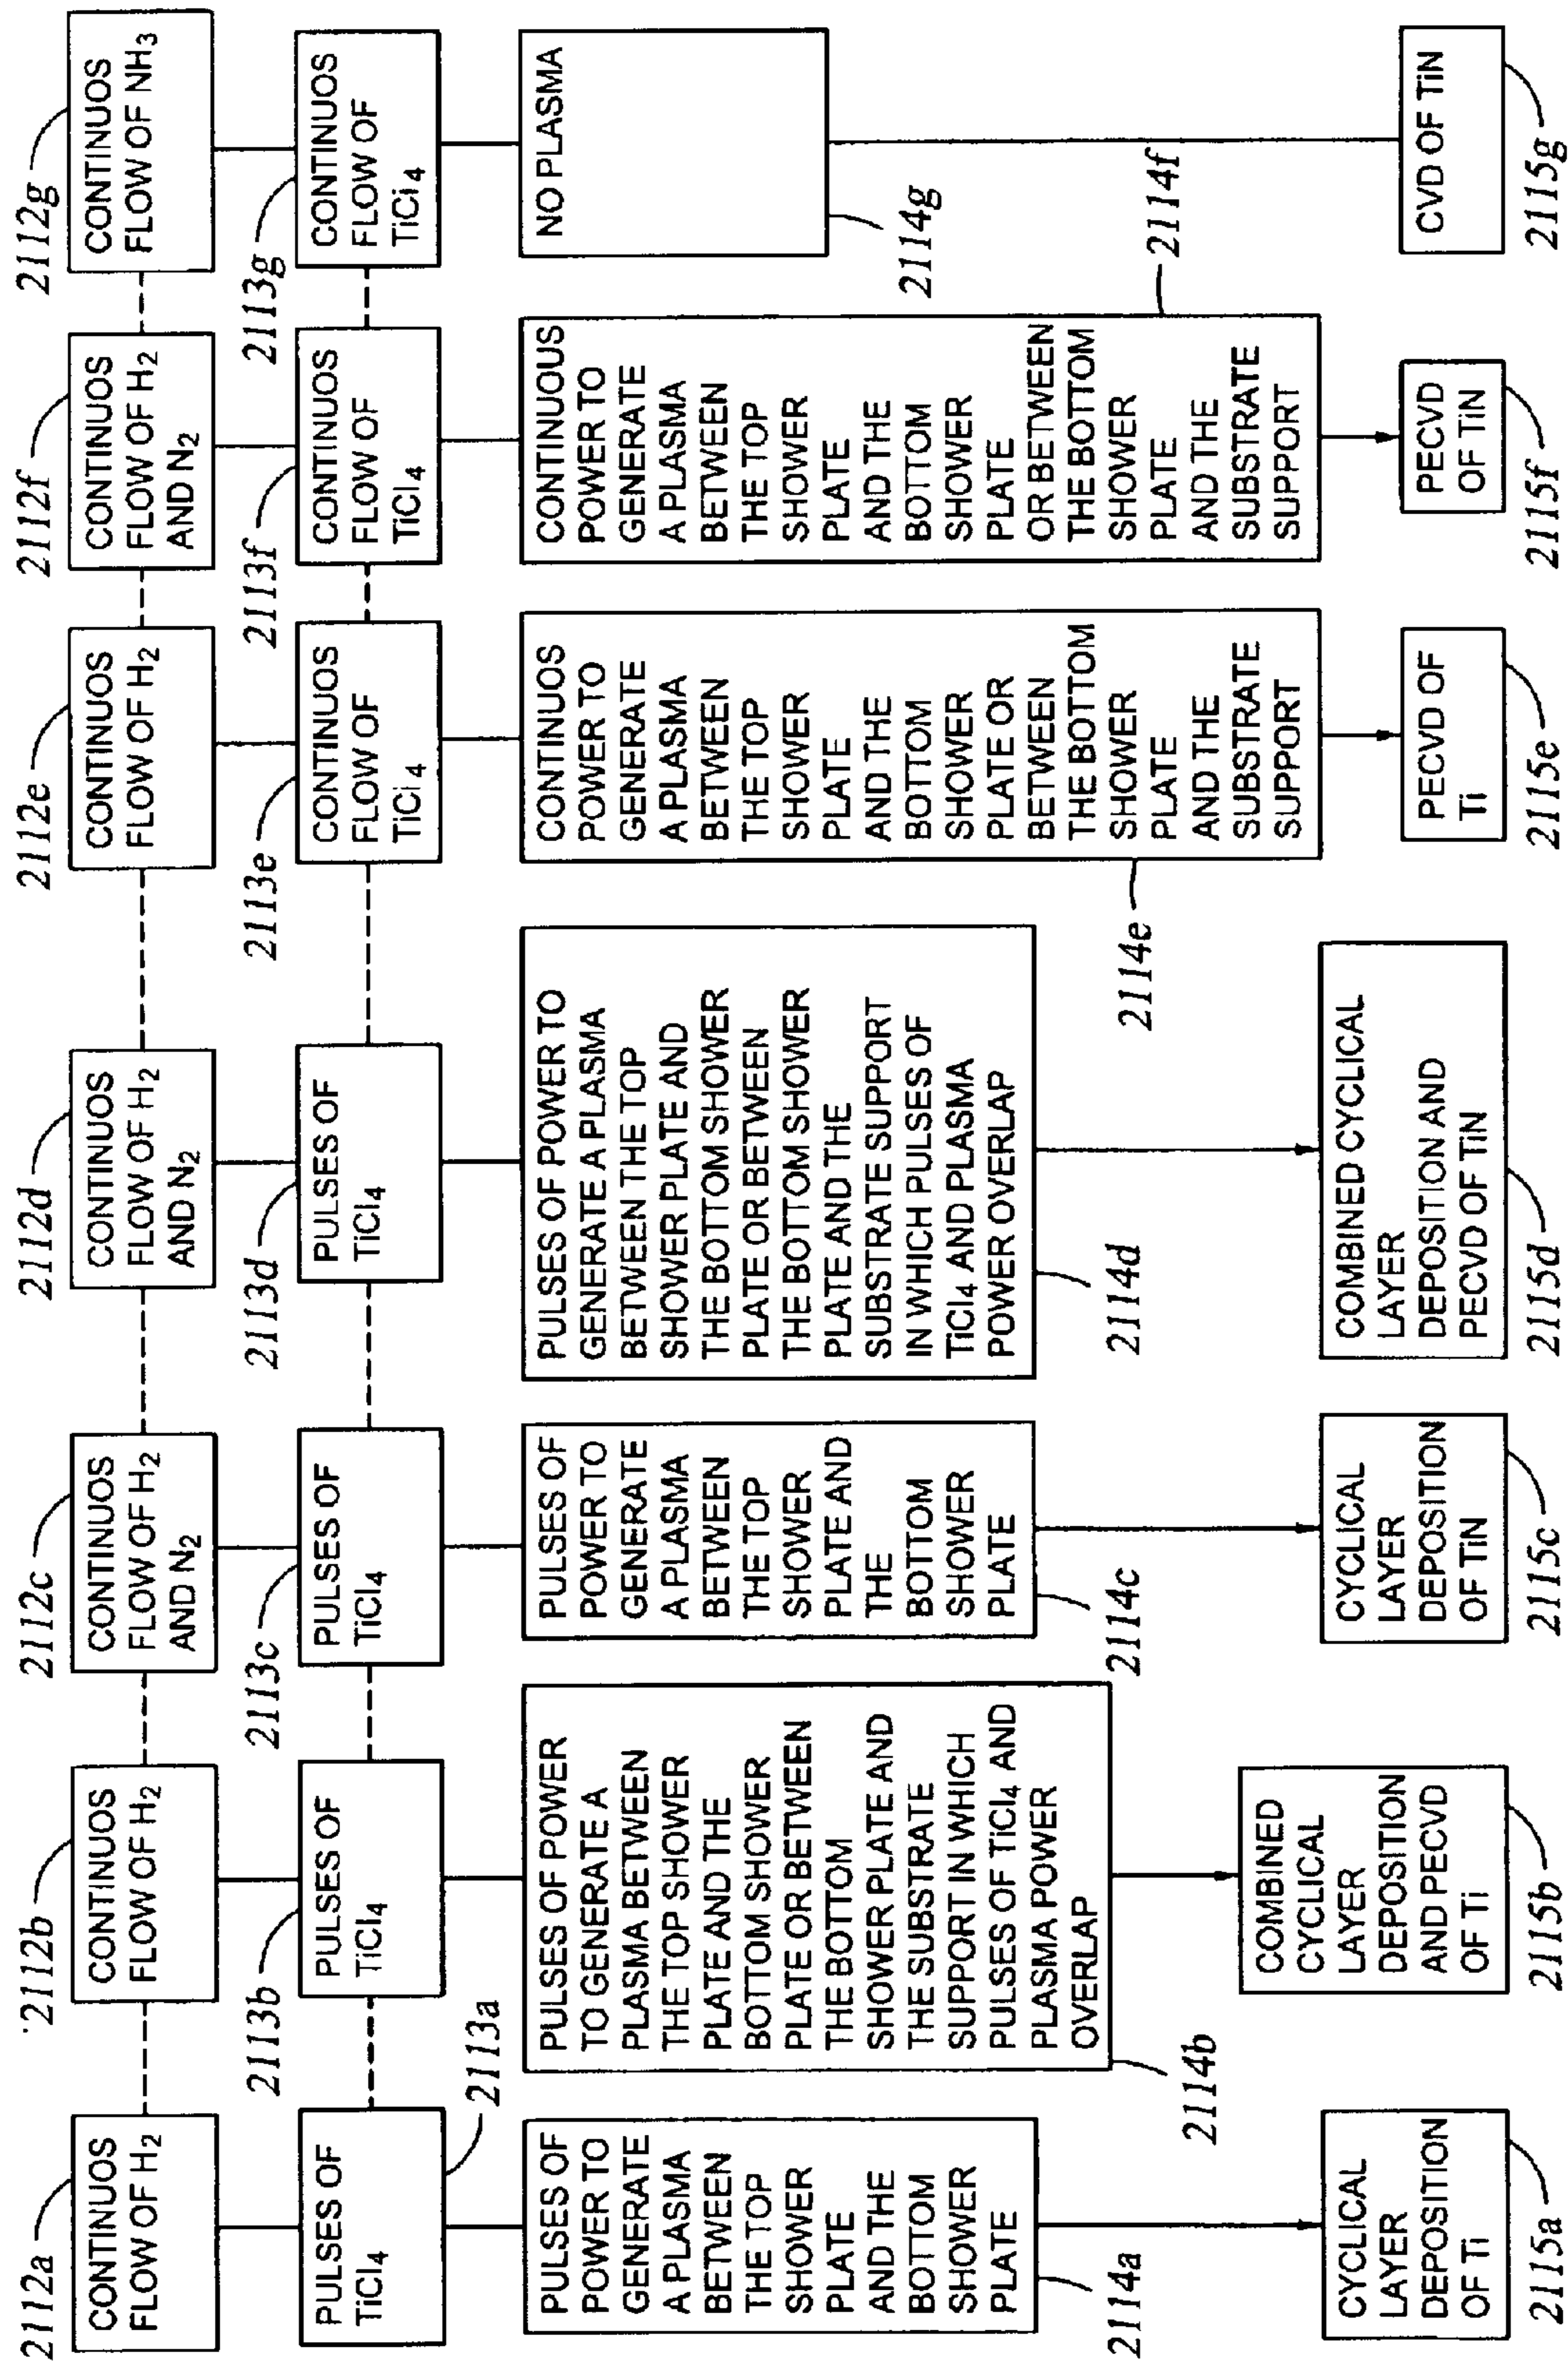 2112a
CONTINUOS
FLOW OF H₂
2113a
PULSES OF
TiCl₄
PULSES OF
POWER TO
GENERATE
A PLASMA
BETWEEN
THE TOP
SHOWER
PLATE
AND THE
BOTTOM
SHOWER
PLATE
2114a
CYCLICAL
LAYER
DEPOSITION
OF Ti
2115a
2112b
CONTINUOS
FLOW OF H₂
2113b
PULSES OF
TiCl₄
PULSES OF POWER
TO GENERATE A
PLASMA BETWEEN
THE TOP SHOWER
PLATE AND THE
BOTTOM SHOWER
PLATE OR BETWEEN
THE BOTTOM
SHOWER PLATE AND
THE SUBSTRATE
SUPPORT IN WHICH
PULSES OF TiCl₄ AND
PLASMA POWER
OVERLAP
2114b
COMBINED
CYCLICAL
LAYER
DEPOSITION
AND PECVD
OF Ti
2115b
2112c
CONTINUOS
FLOW OF H₂
AND N₂
2113c
PULSES OF
TiCl₄
PULSES OF
POWER TO
GENERATE
A PLASMA
BETWEEN
THE TOP
SHOWER
PLATE AND
THE
BOTTOM
SHOWER
PLATE
2114c
CYCLICAL
LAYER
DEPOSITION
OF TiN
2115c
2112d
CONTINUOS
FLOW OF H₂
AND N₂
2113d
PULSES OF
TiCl₄
PULSES OF POWER TO
GENERATE A PLASMA
BETWEEN THE TOP
SHOWER PLATE AND
THE BOTTOM SHOWER
PLATE OR BETWEEN
THE BOTTOM SHOWER
PLATE AND THE
SUBSTRATE SUPPORT
IN WHICH PULSES OF
TiCl₄ AND PLASMA
POWER OVERLAP
2114d
COMBINED CYCLICAL
LAYER
DEPOSITION AND
PECVD OF TiN
2115d
2112e
CONTINUOS
FLOW OF H₂
2113e
CONTINUOS
FLOW OF
TiCl₄
CONTINUOS
POWER TO
GENERATE
A PLASMA
BETWEEN
THE TOP
SHOWER
PLATE
AND THE
BOTTOM
SHOWER
PLATE OR
BETWEEN
THE BOTTOM
SHOWER
PLATE
AND THE
SUBSTRATE
SUPPORT
2114e
PECVD OF
Ti
2115e
2112f
CONTINUOS
FLOW OF H₂
AND N₂
2113f
CONTINUOS
FLOW OF
TiCl₄
CONTINUOUS
POWER TO
GENERATE
A PLASMA
BETWEEN
THE TOP
SHOWER
PLATE
AND THE
BOTTOM
SHOWER
PLATE
OR BETWEEN
THE BOTTOM
SHOWER
PLATE
AND THE
SUBSTRATE
SUPPORT
2114f
PECVD
OF TiN
2115f
2112g
CONTINUOS
FLOW OF NH₃
2113g
CONTINUOS
FLOW OF
TiCl₄
NO PLASMA
2114g
CVD OF TiN
2115g